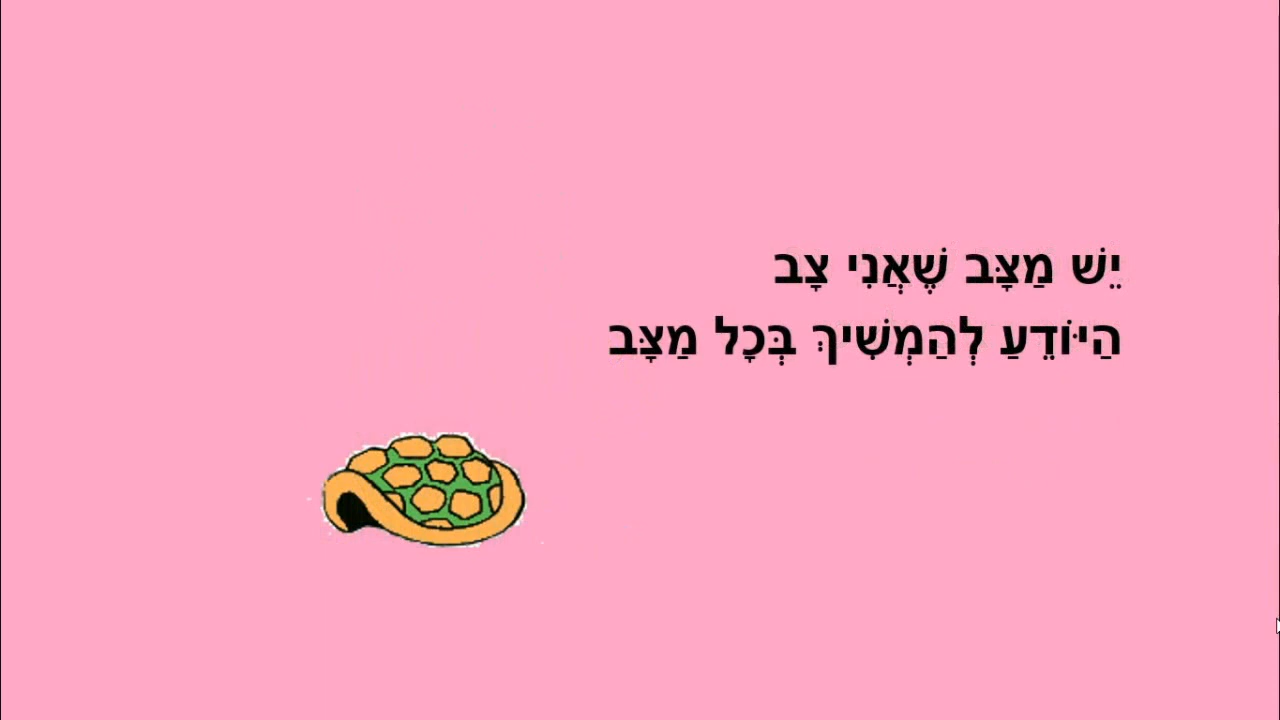 יֵשׁ מַצָּב שֶׁאֲנִי צָב
הַיּוֹדֵעַ לְהַמְשִׁיךְ בְּכָל מַצָּב